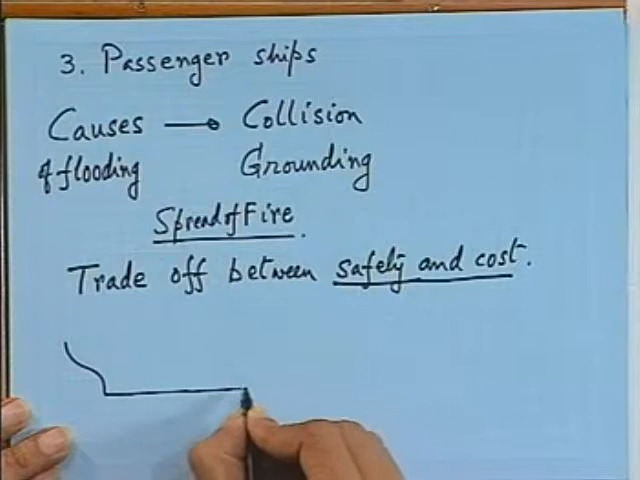 3. Passenger ships
Causes → Collision
of flooding Grounding
Spread of Fire.
Trade off between safety and cost.